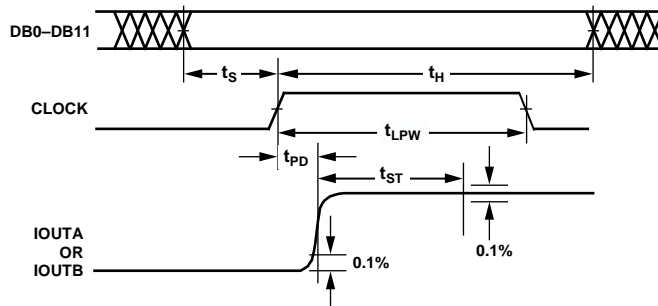 DB0–DB11
tS
tH
CLOCK
tLPW
tPD
tST
IOUTA
OR
IOUTB
0.1%
0.1%